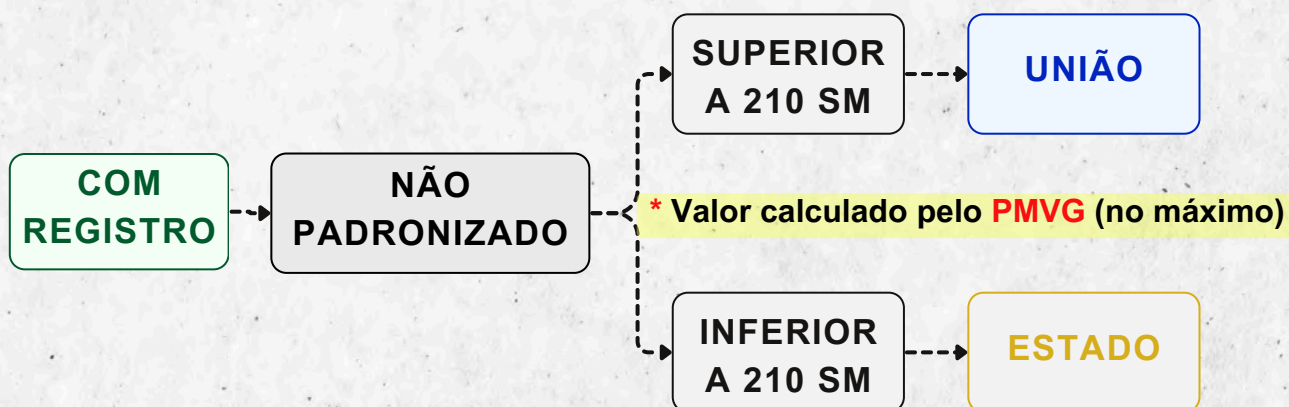 COM
REGISTRO
NÃO
PADRONIZADO
SUPERIOR
A 210 SM
UNIÃO
* Valor calculado pelo PMVG (no máximo)
INFERIOR
A 210 SM
ESTADO